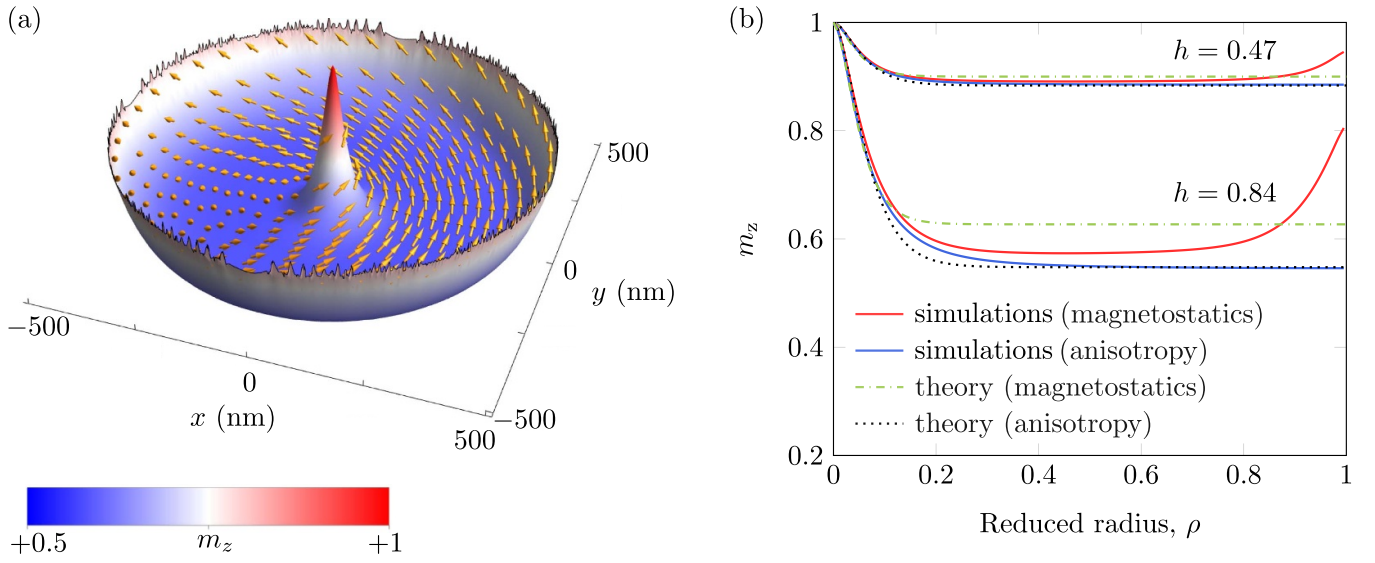 (a)
500
0
y (nm)
−500
−500
0
x (nm)
500
+0.5
m_z
+1
(b)
1
0.8
0.6
0.4
0.2
m_z
h = 0.47
h = 0.84
simulations (magnetostatics)
simulations (anisotropy)
theory (magnetostatics)
theory (anisotropy)
0 0.2 0.4 0.6 0.8 1
Reduced radius, ρ